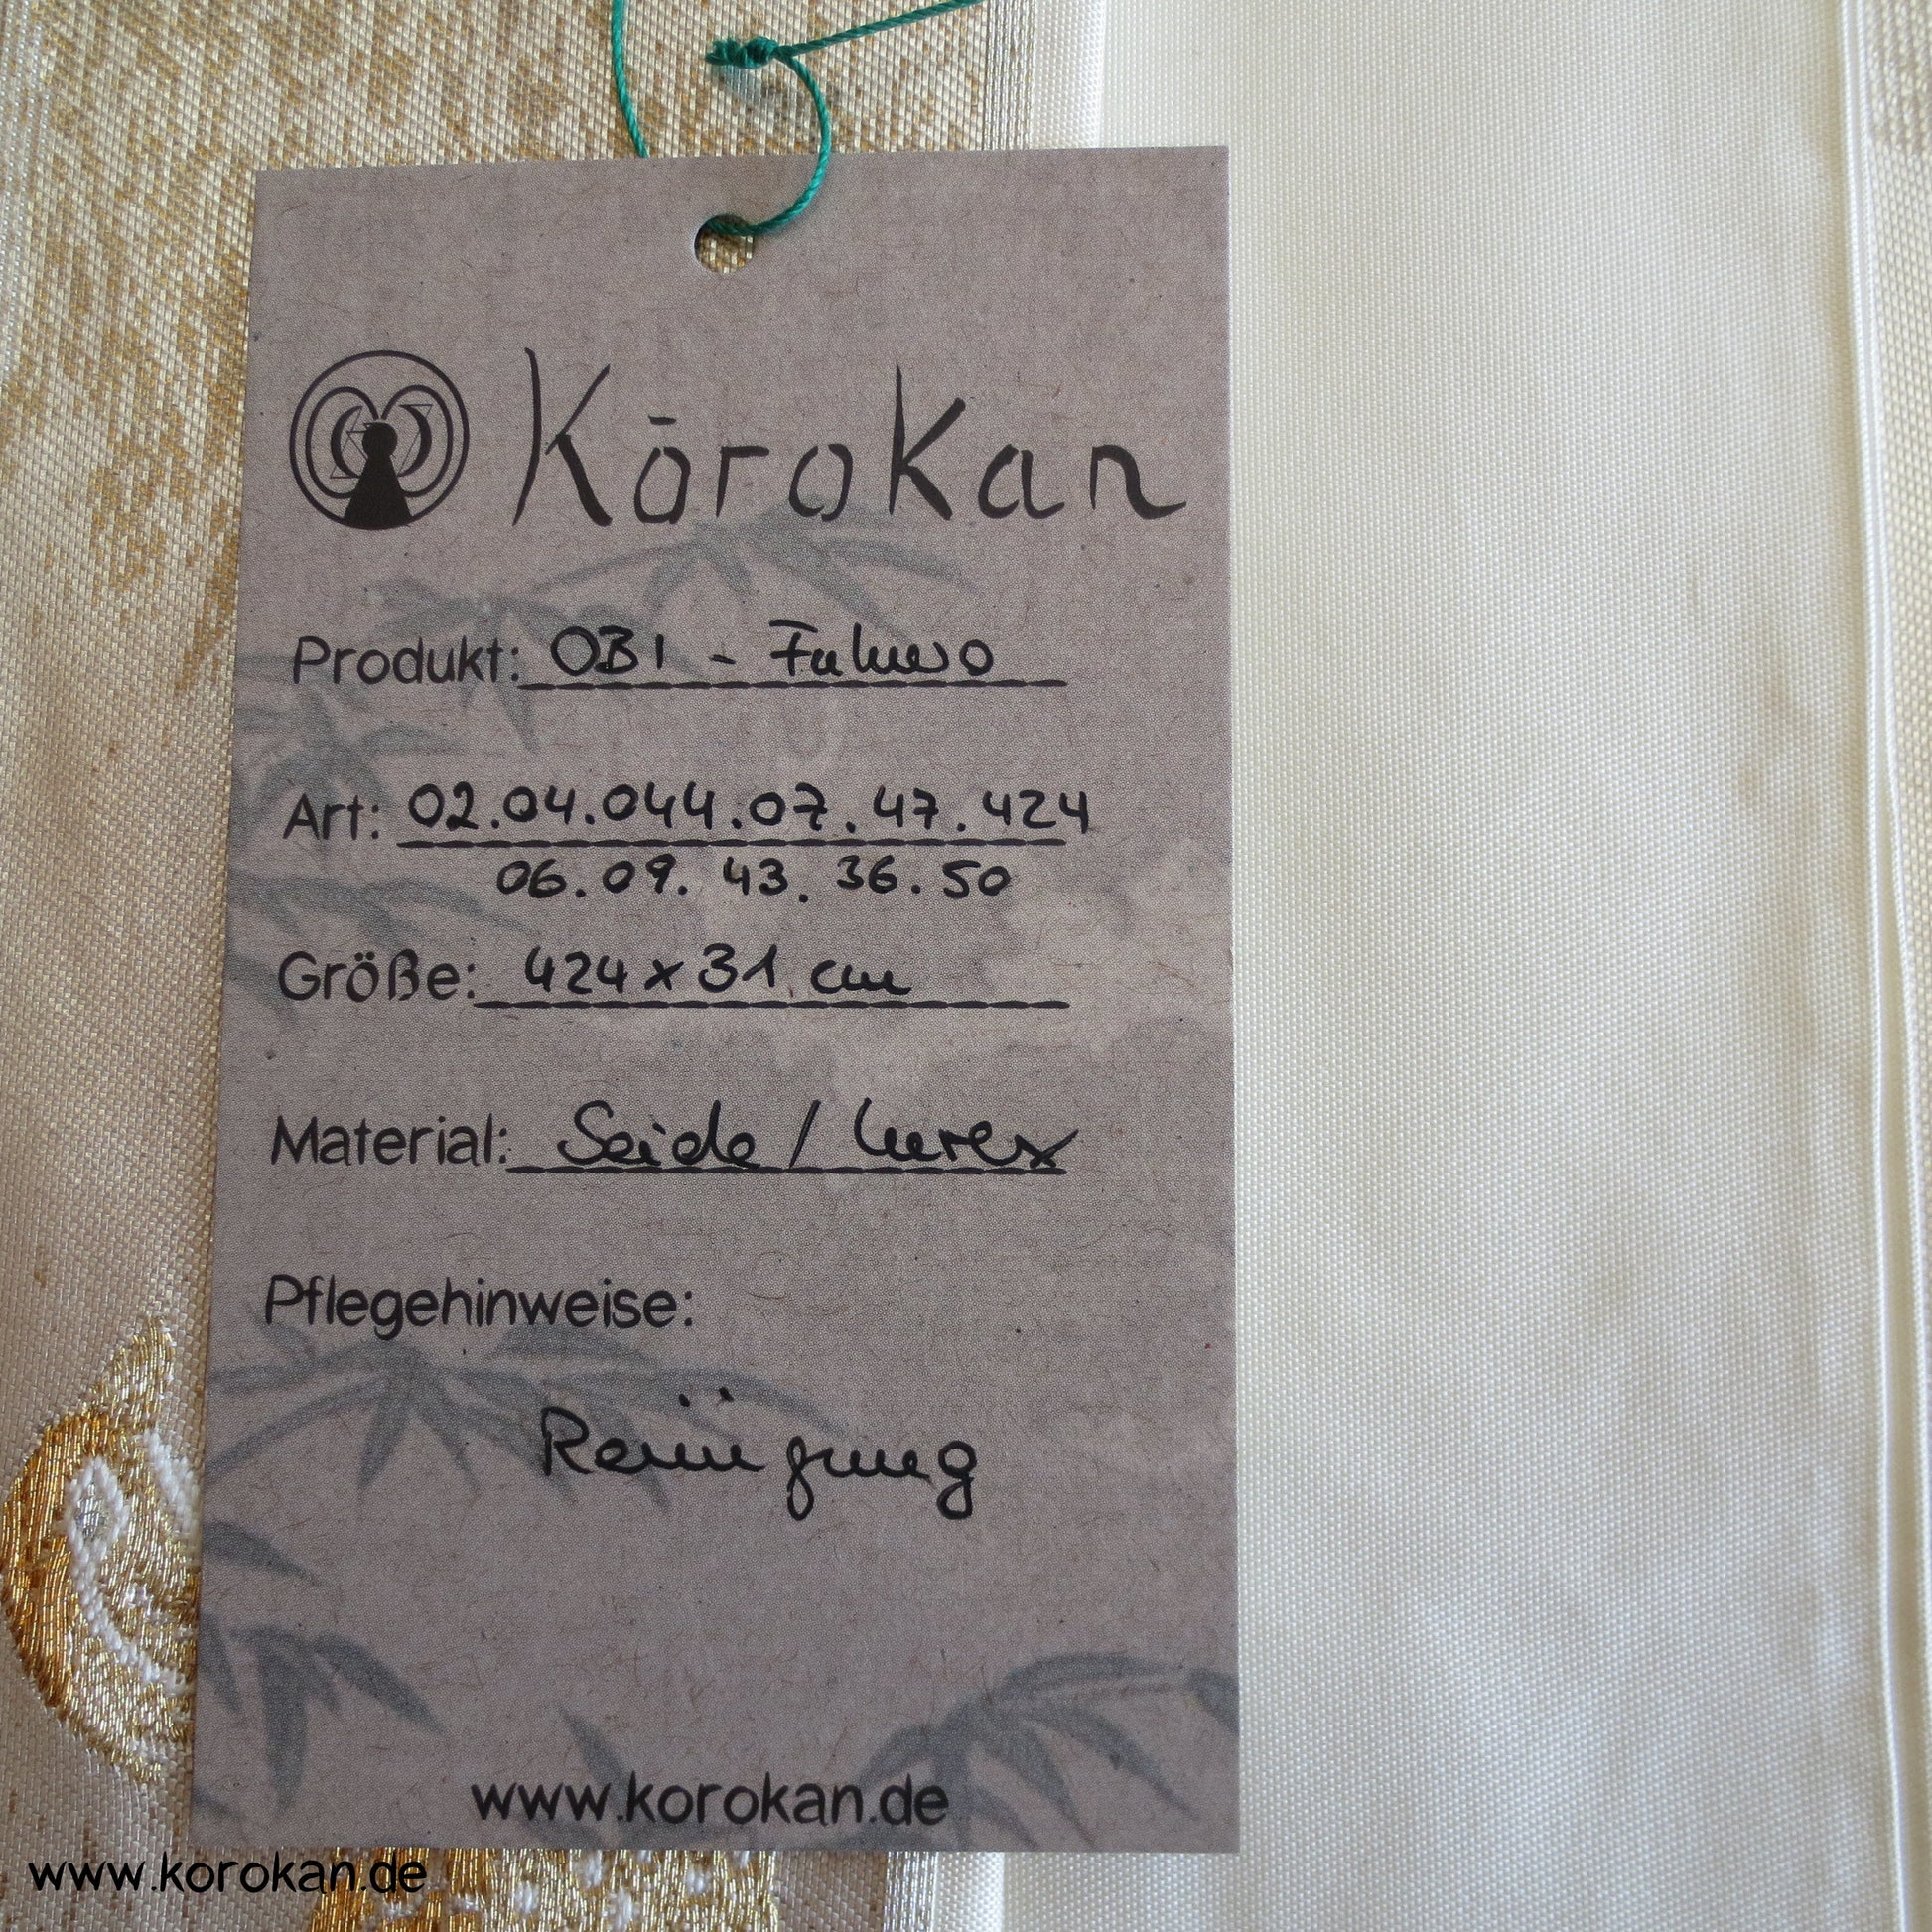 Kōrokan
Produkt: OBI - Fukuro
Art: 02.04.044.07.47.424
06.09.43.36.50
Größe: 424 x 31 cm
Material: Seide / Lurex
Pflegehinweise:
Reinigung
www.korokan.de
www.korokan.de